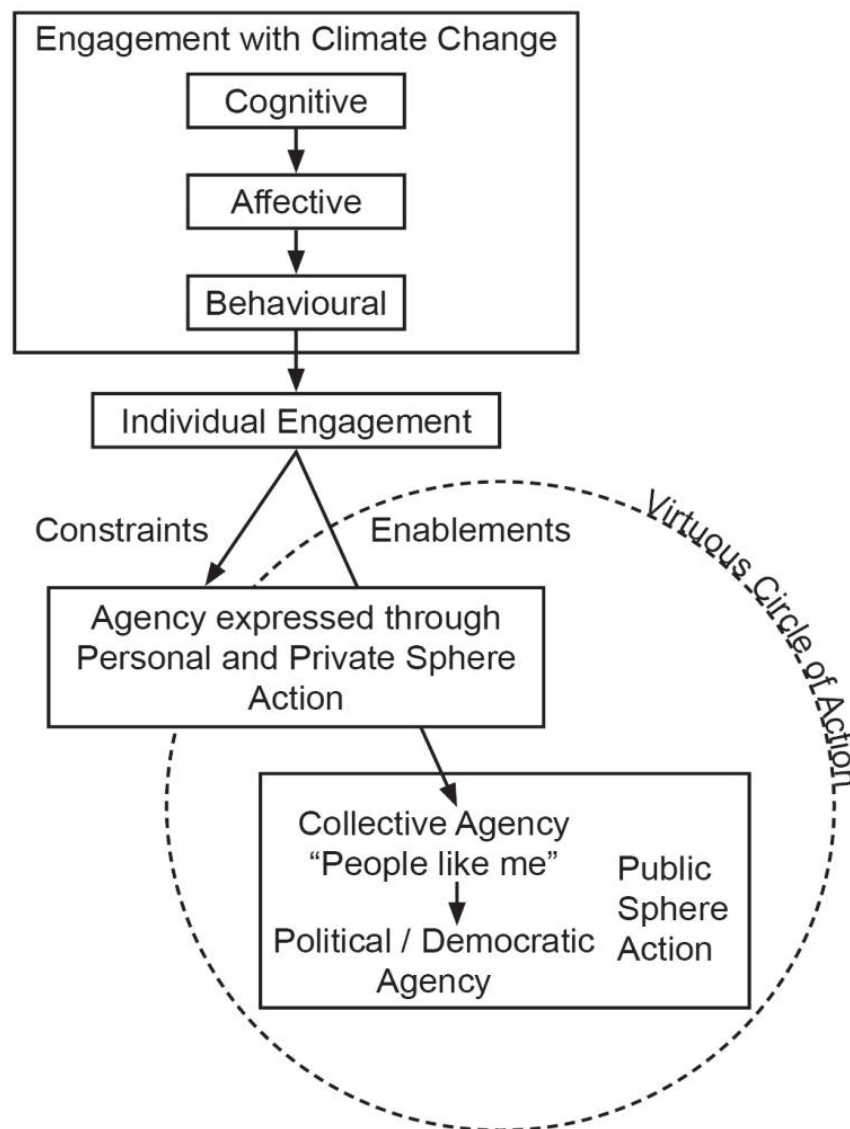 Engagement with Climate Change
Cognitive
Affective
Behavioural
Individual Engagement
Constraints
Enablements
Virtuous Circle of Action
Agency expressed through
Personal and Private Sphere
Action
Collective Agency
“People like me”
Political / Democratic
Agency
Public
Sphere
Action